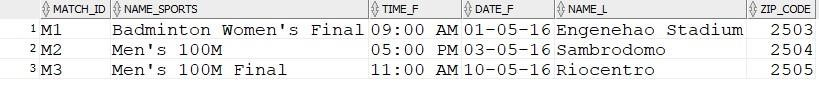 MATCH_ID NAME_SPORTS TIME_F DATE_F NAME_L ZIP_CODE
1 M1 Badminton Women's Final 09:00 AM 01-05-16 Engenehao Stadium 2503
2 M2 Men's 100M 05:00 PM 03-05-16 Sambrodomo 2504
3 M3 Men's 100M Final 11:00 AM 10-05-16 Riocentro 2505